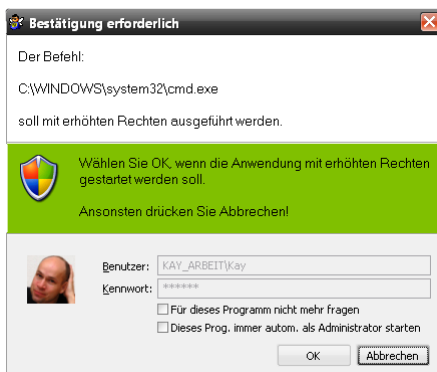 Bestätigung erforderlich
Der Befehl:
C:\WINDOWS\system32\cmd.exe
soll mit erhöhten Rechten ausgeführt werden.
Wählen Sie OK, wenn die Anwendung mit erhöhten Rechten
gestartet werden soll.
Ansonsten drücken Sie Abbrechen!
Benutzer: KAY_ARBEIT\Kay
Kennwort: ******
Für dieses Programm nicht mehr fragen
Dieses Prog. immer autom. als Administrator starten
OK Abbrechen